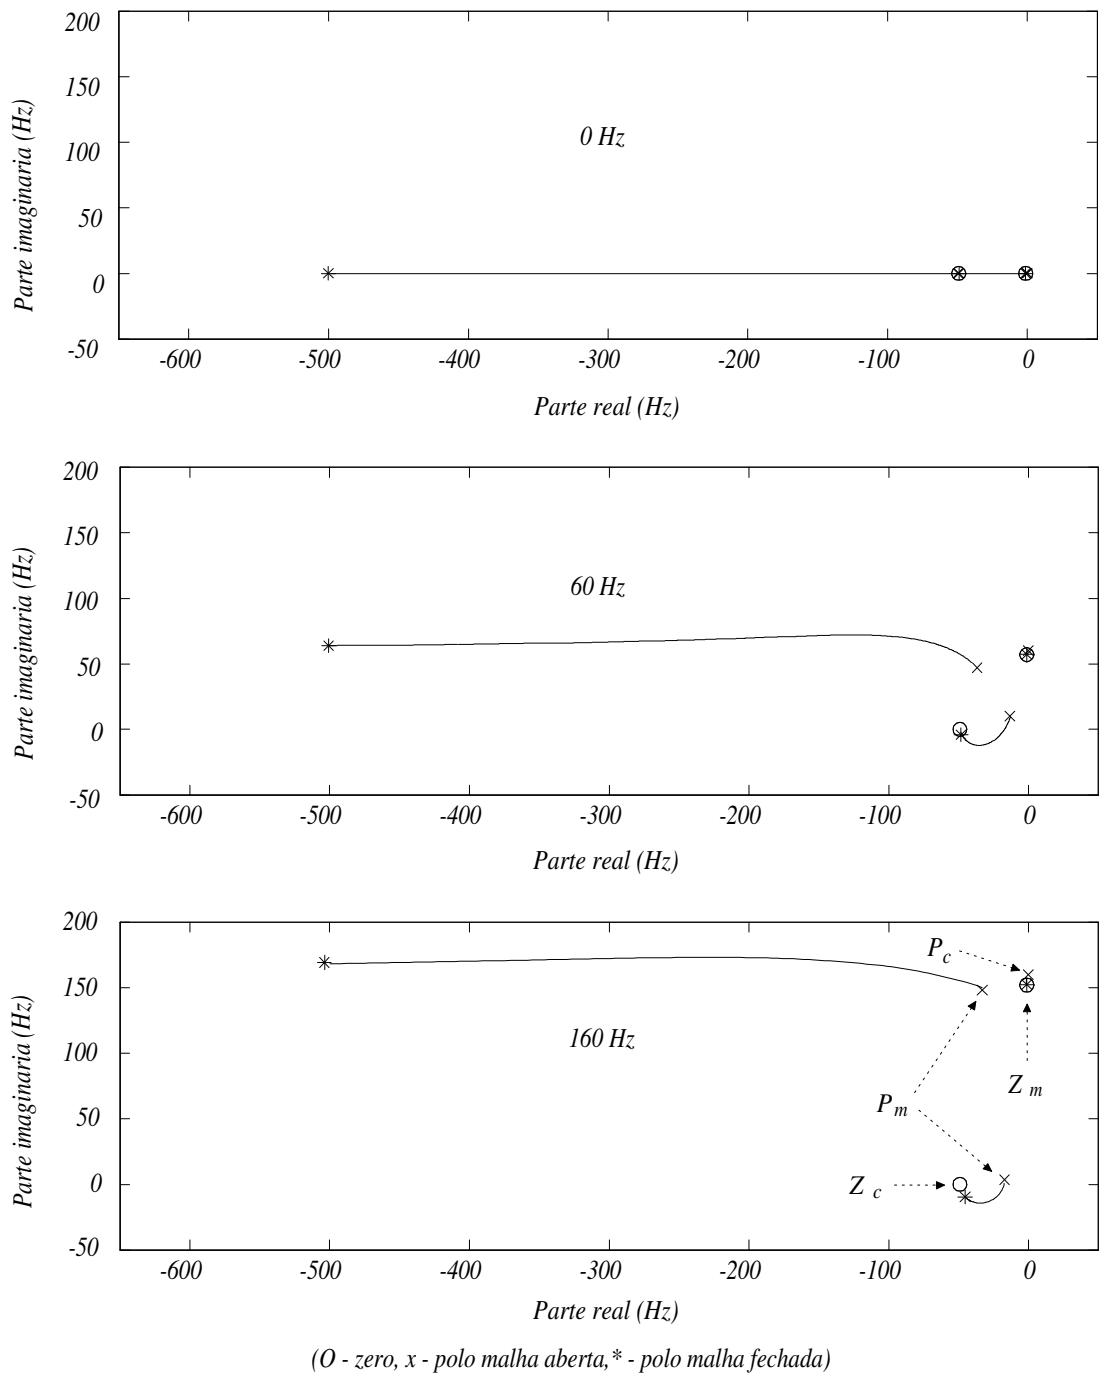 200
150
100
50
0
-50
Parte imaginaria (Hz)
0 Hz
-600 -500 -400 -300 -200 -100 0
Parte real (Hz)
200
150
100
50
0
-50
Parte imaginaria (Hz)
60 Hz
-600 -500 -400 -300 -200 -100 0
Parte real (Hz)
200
150
100
50
0
-50
Parte imaginaria (Hz)
160 Hz
P c
Z m
P m
Z c
-600 -500 -400 -300 -200 -100 0
Parte real (Hz)
(O - zero, x - polo malha aberta,* - polo malha fechada)